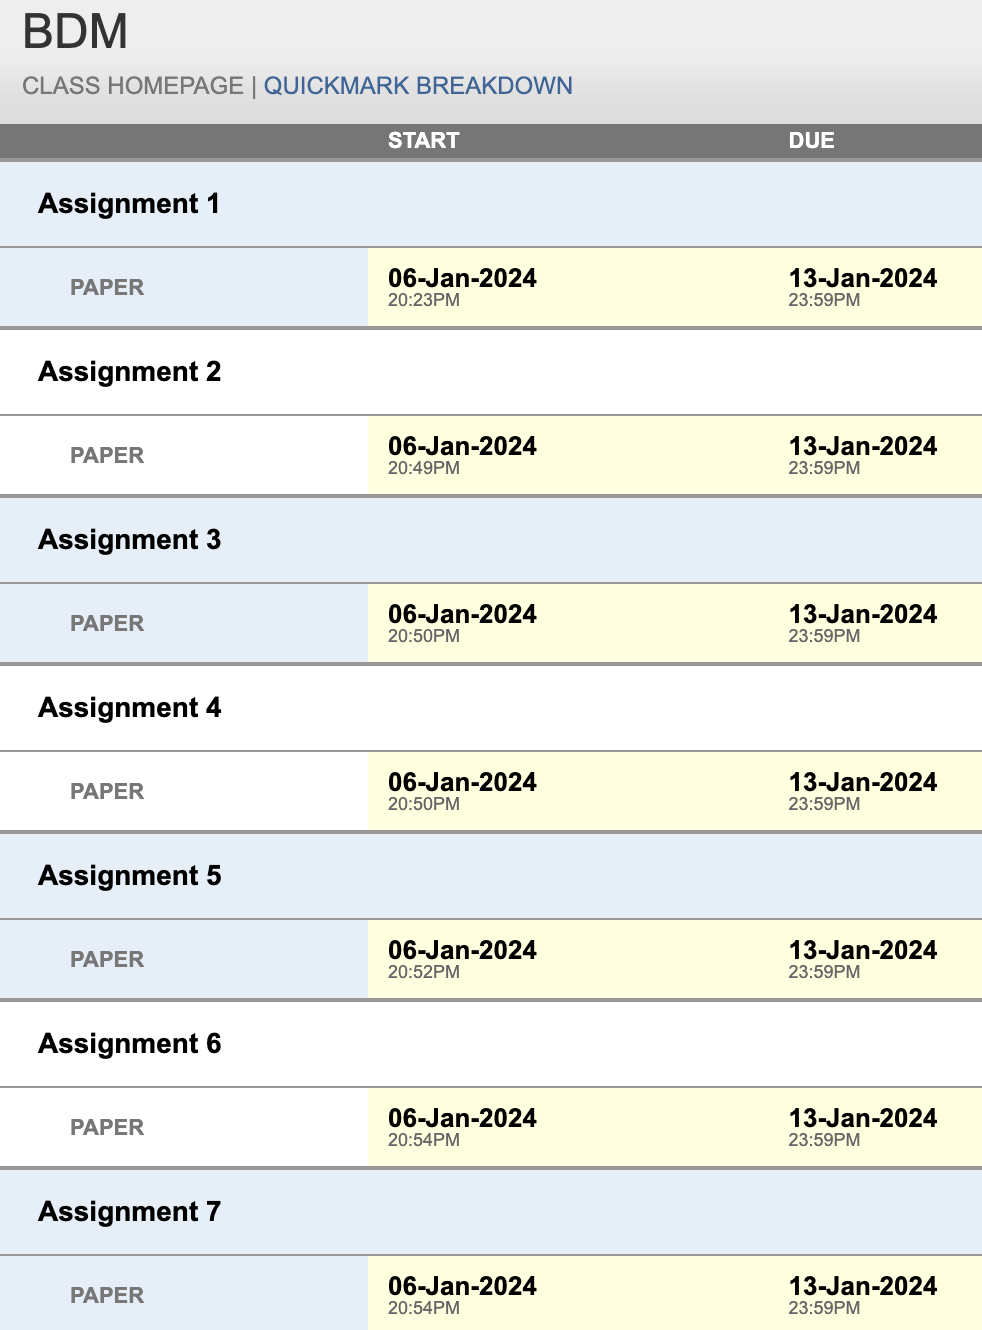 BDM
CLASS HOMEPAGE | QUICKMARK BREAKDOWN
START DUE
Assignment 1
PAPER 06-Jan-2024 13-Jan-2024
20:23PM 23:59PM
Assignment 2
PAPER 06-Jan-2024 13-Jan-2024
20:49PM 23:59PM
Assignment 3
PAPER 06-Jan-2024 13-Jan-2024
20:50PM 23:59PM
Assignment 4
PAPER 06-Jan-2024 13-Jan-2024
20:50PM 23:59PM
Assignment 5
PAPER 06-Jan-2024 13-Jan-2024
20:52PM 23:59PM
Assignment 6
PAPER 06-Jan-2024 13-Jan-2024
20:54PM 23:59PM
Assignment 7
PAPER 06-Jan-2024 13-Jan-2024
20:54PM 23:59PM